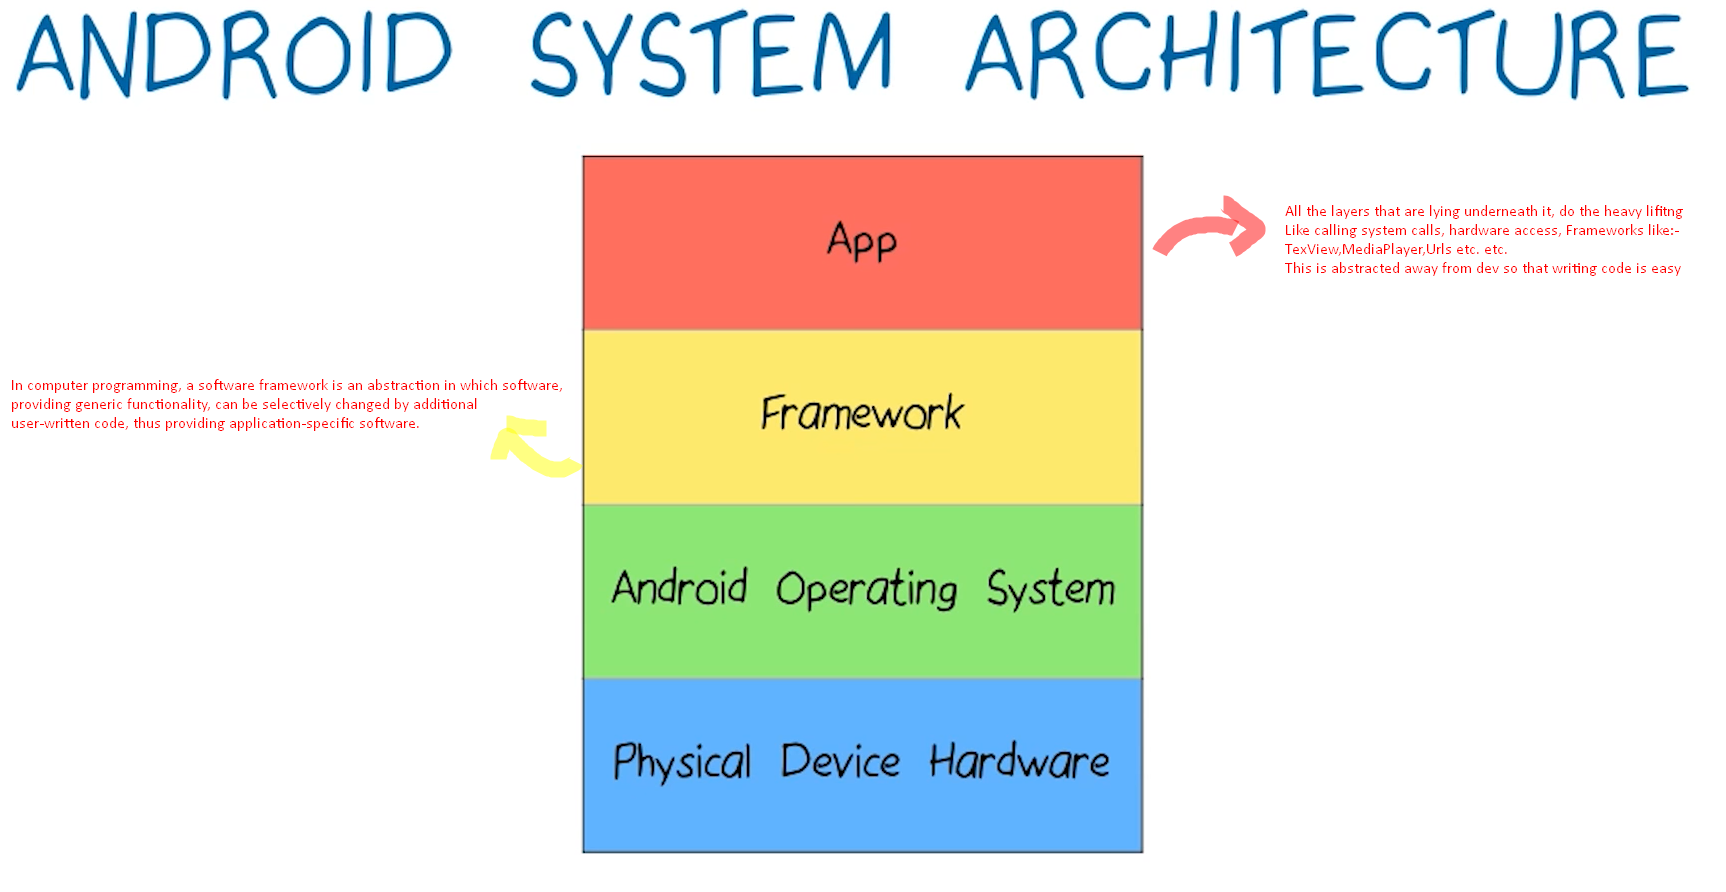 ANDROID SYSTEM ARCHITECTURE
App
All the layers that are lying underneath it, do the heavy lifitng
Like calling system calls, hardware access, Frameworks like:-
TexView,MediaPlayer,Urls etc. etc.
This is abstracted away from dev so that writing code is easy
In computer programming, a software framework is an abstraction in which software,
providing generic functionality, can be selectively changed by additional
user-written code, thus providing application-specific software.
Framework
Android Operating System
Physical Device Hardware